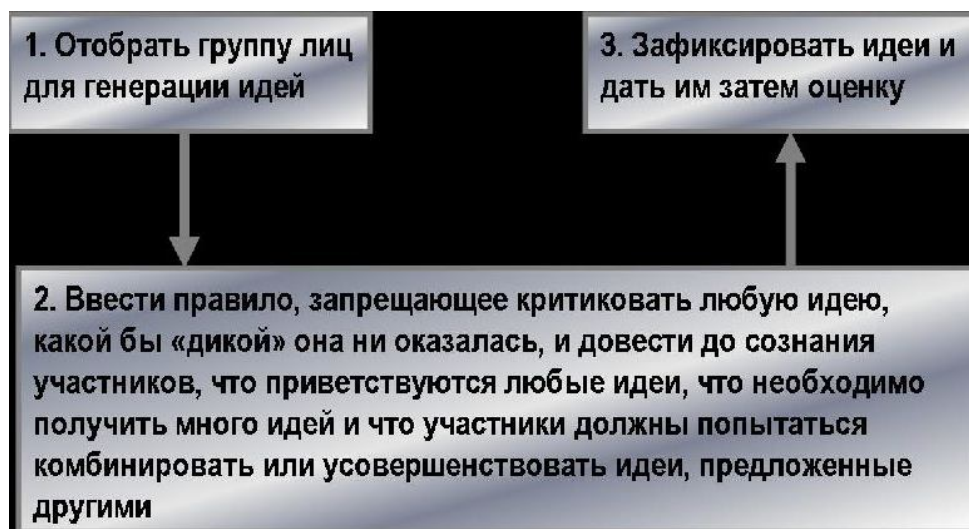 1. Отобрать группу лиц
для генерации идей
2. Ввести правило, запрещающее критиковать любую идею,
какой бы «дикой» она ни оказалась, и довести до сознания
участников, что приветствуются любые идеи, что необходимо
получить много идей и что участники должны попытаться
комбинировать или усовершенствовать идеи, предложенные
другими
3. Зафиксировать идеи и
дать им затем оценку